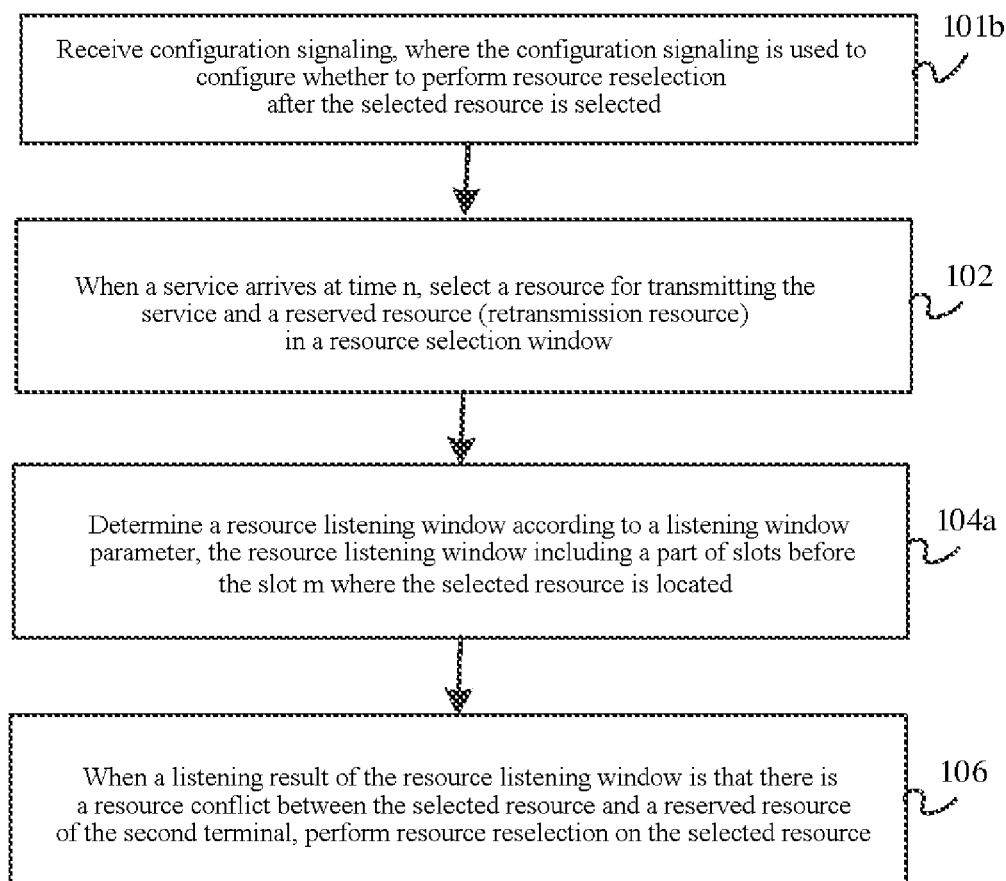 Receive configuration signaling, where the configuration signaling is used to
configure whether to perform resource reselection
after the selected resource is selected
101b
When a service arrives at time n, select a resource for transmitting the
service and a reserved resource (retransmission resource)
in a resource selection window
102
Determine a resource listening window according to a listening window
parameter, the resource listening window including a part of slots before
the slot m where the selected resource is located
104a
When a listening result of the resource listening window is that there is
a resource conflict between the selected resource and a reserved resource
of the second terminal, perform resource reselection on the selected resource
106